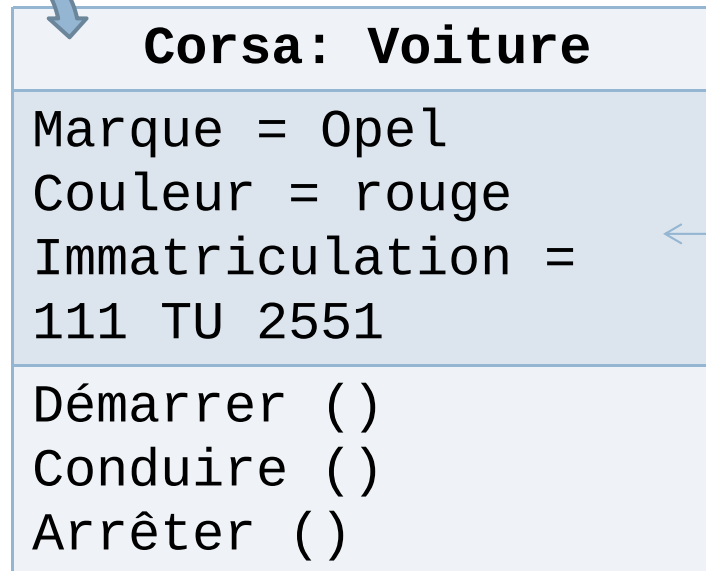 Corsa: Voiture
Marque = Opel
Couleur = rouge
Immatriculation =
111 TU 2551
Démarrer ()
Conduire ()
Arrêter ()